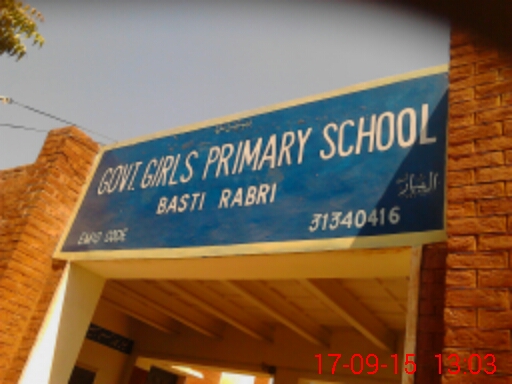 GOVT. GIRLS PRIMARY SCHOOL
BASTI RABRI
EMIS CODE 31340416
17-09-15 13:03